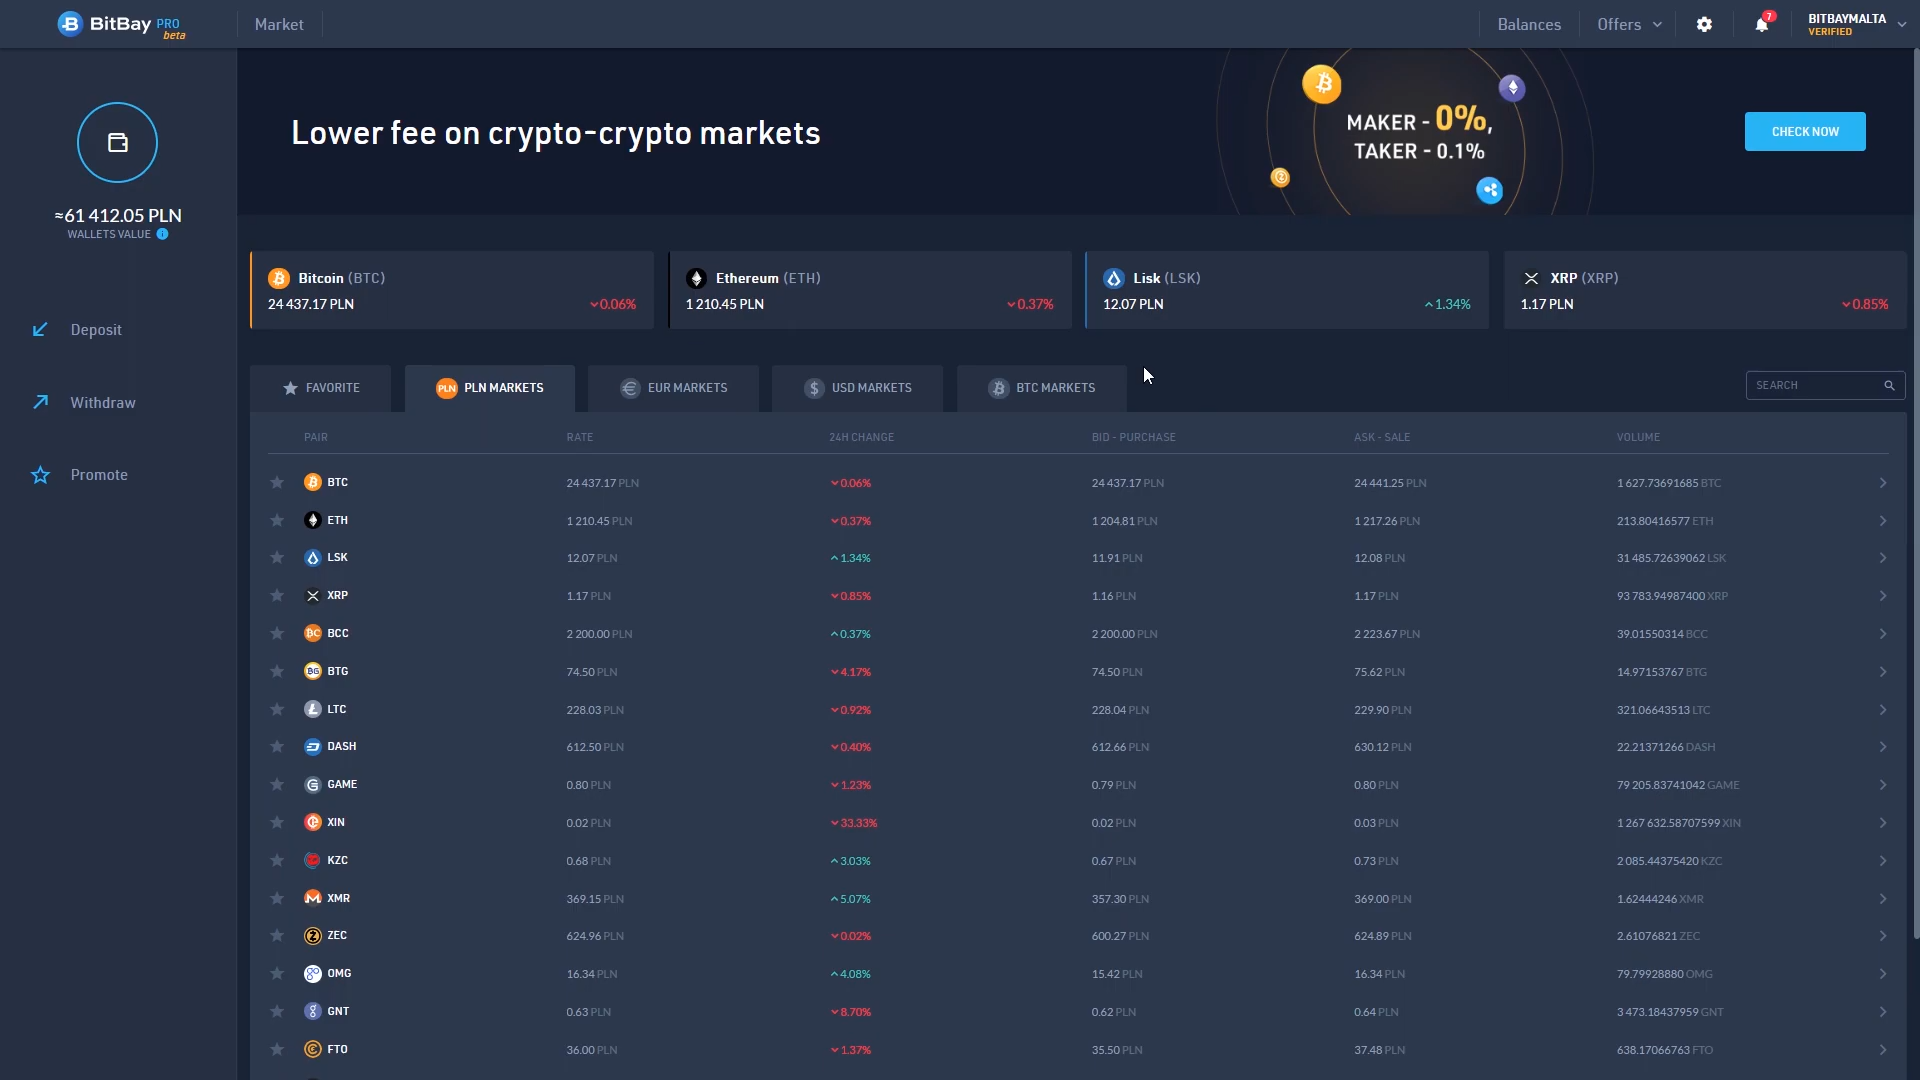 BitBay PRO beta
Market
Balances
Offers
7
BITBAYMALTA
VERIFIED
≈61 412.05 PLN
WALLETS VALUE
Deposit
Withdraw
Promote
Lower fee on crypto-crypto markets
MAKER - 0%,
TAKER - 0.1%
CHECK NOW
Bitcoin (BTC)
24 437.17 PLN 0.06%
Ethereum (ETH)
1 210.45 PLN 0.37%
Lisk (LSK)
12.07 PLN 1.34%
XRP (XRP)
1.17 PLN 0.85%
FAVORITE PLN PLN MARKETS EUR MARKETS USD MARKETS BTC MARKETS SEARCH
PAIR RATE 24H CHANGE BID - PURCHASE ASK - SALE VOLUME
BTC 24 437.17 PLN 0.06% 24 437.17 PLN 24 441.25 PLN 1 627.73691685 BTC
ETH 1 210.45 PLN 0.37% 1 204.81 PLN 1 217.26 PLN 213.80416577 ETH
LSK 12.07 PLN 1.34% 11.91 PLN 12.08 PLN 31 485.72639062 LSK
XRP 1.17 PLN 0.85% 1.16 PLN 1.17 PLN 93 783.94987400 XRP
BCC 2 200.00 PLN 0.37% 2 200.00 PLN 2 223.67 PLN 39.01550314 BCC
BTG 74.50 PLN 4.17% 74.50 PLN 75.62 PLN 14.97153767 BTG
LTC 228.03 PLN 0.92% 228.04 PLN 229.90 PLN 321.06643513 LTC
DASH 612.50 PLN 0.40% 612.66 PLN 630.12 PLN 22.21371266 DASH
GAME 0.80 PLN 1.23% 0.79 PLN 0.80 PLN 79 205.83741042 GAME
XIN 0.02 PLN 33.33% 0.02 PLN 0.03 PLN 1 267 632.58707599 XIN
KZC 0.68 PLN 3.03% 0.67 PLN 0.73 PLN 2 085.44375420 KZC
XMR 369.15 PLN 5.07% 357.30 PLN 369.00 PLN 1.62444246 XMR
ZEC 624.96 PLN 0.02% 600.27 PLN 624.89 PLN 2.61076821 ZEC
OMG 16.34 PLN 4.08% 15.42 PLN 16.34 PLN 79.79928880 OMG
GNT 0.63 PLN 8.70% 0.62 PLN 0.64 PLN 3 473.18437959 GNT
FTO 36.00 PLN 1.37% 35.50 PLN 37.48 PLN 638.17066763 FTO